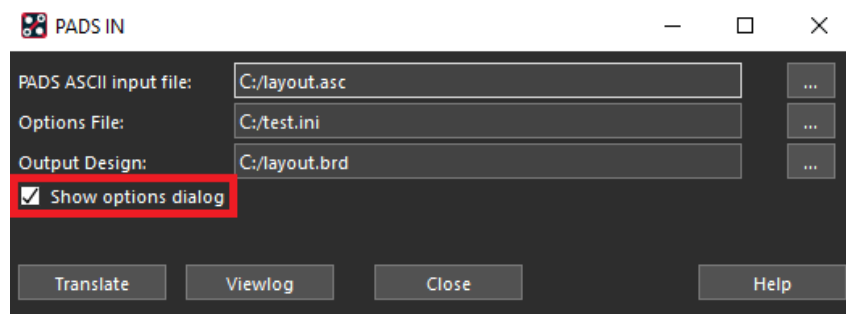 PADS IN
PADS ASCII input file: C:/layout.asc ...
Options File: C:/test.ini ...
Output Design: C:/layout.brd ...
Show options dialog
Translate Viewlog Close Help